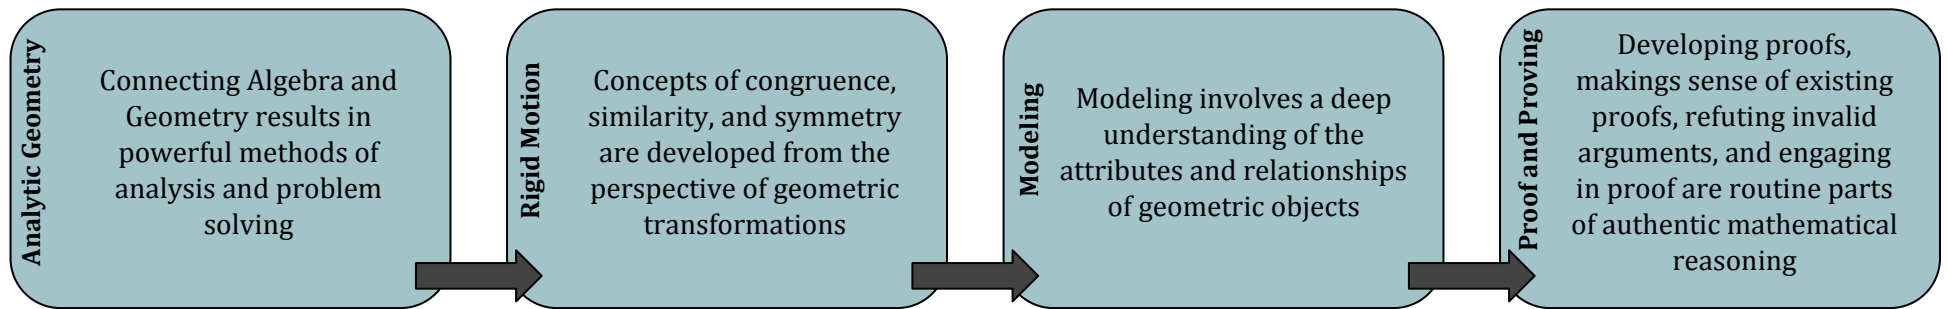 Analytic Geometry
Connecting Algebra and
Geometry results in
powerful methods of
analysis and problem
solving
Rigid Motion
Concepts of congruence,
similarity, and symmetry
are developed from the
perspective of geometric
transformations
Modeling
Modeling involves a deep
understanding of the
attributes and relationships
of geometric objects
Proof and Proving
Developing proofs,
makings sense of existing
proofs, refuting invalid
arguments, and engaging
in proof are routine parts
of authentic mathematical
reasoning